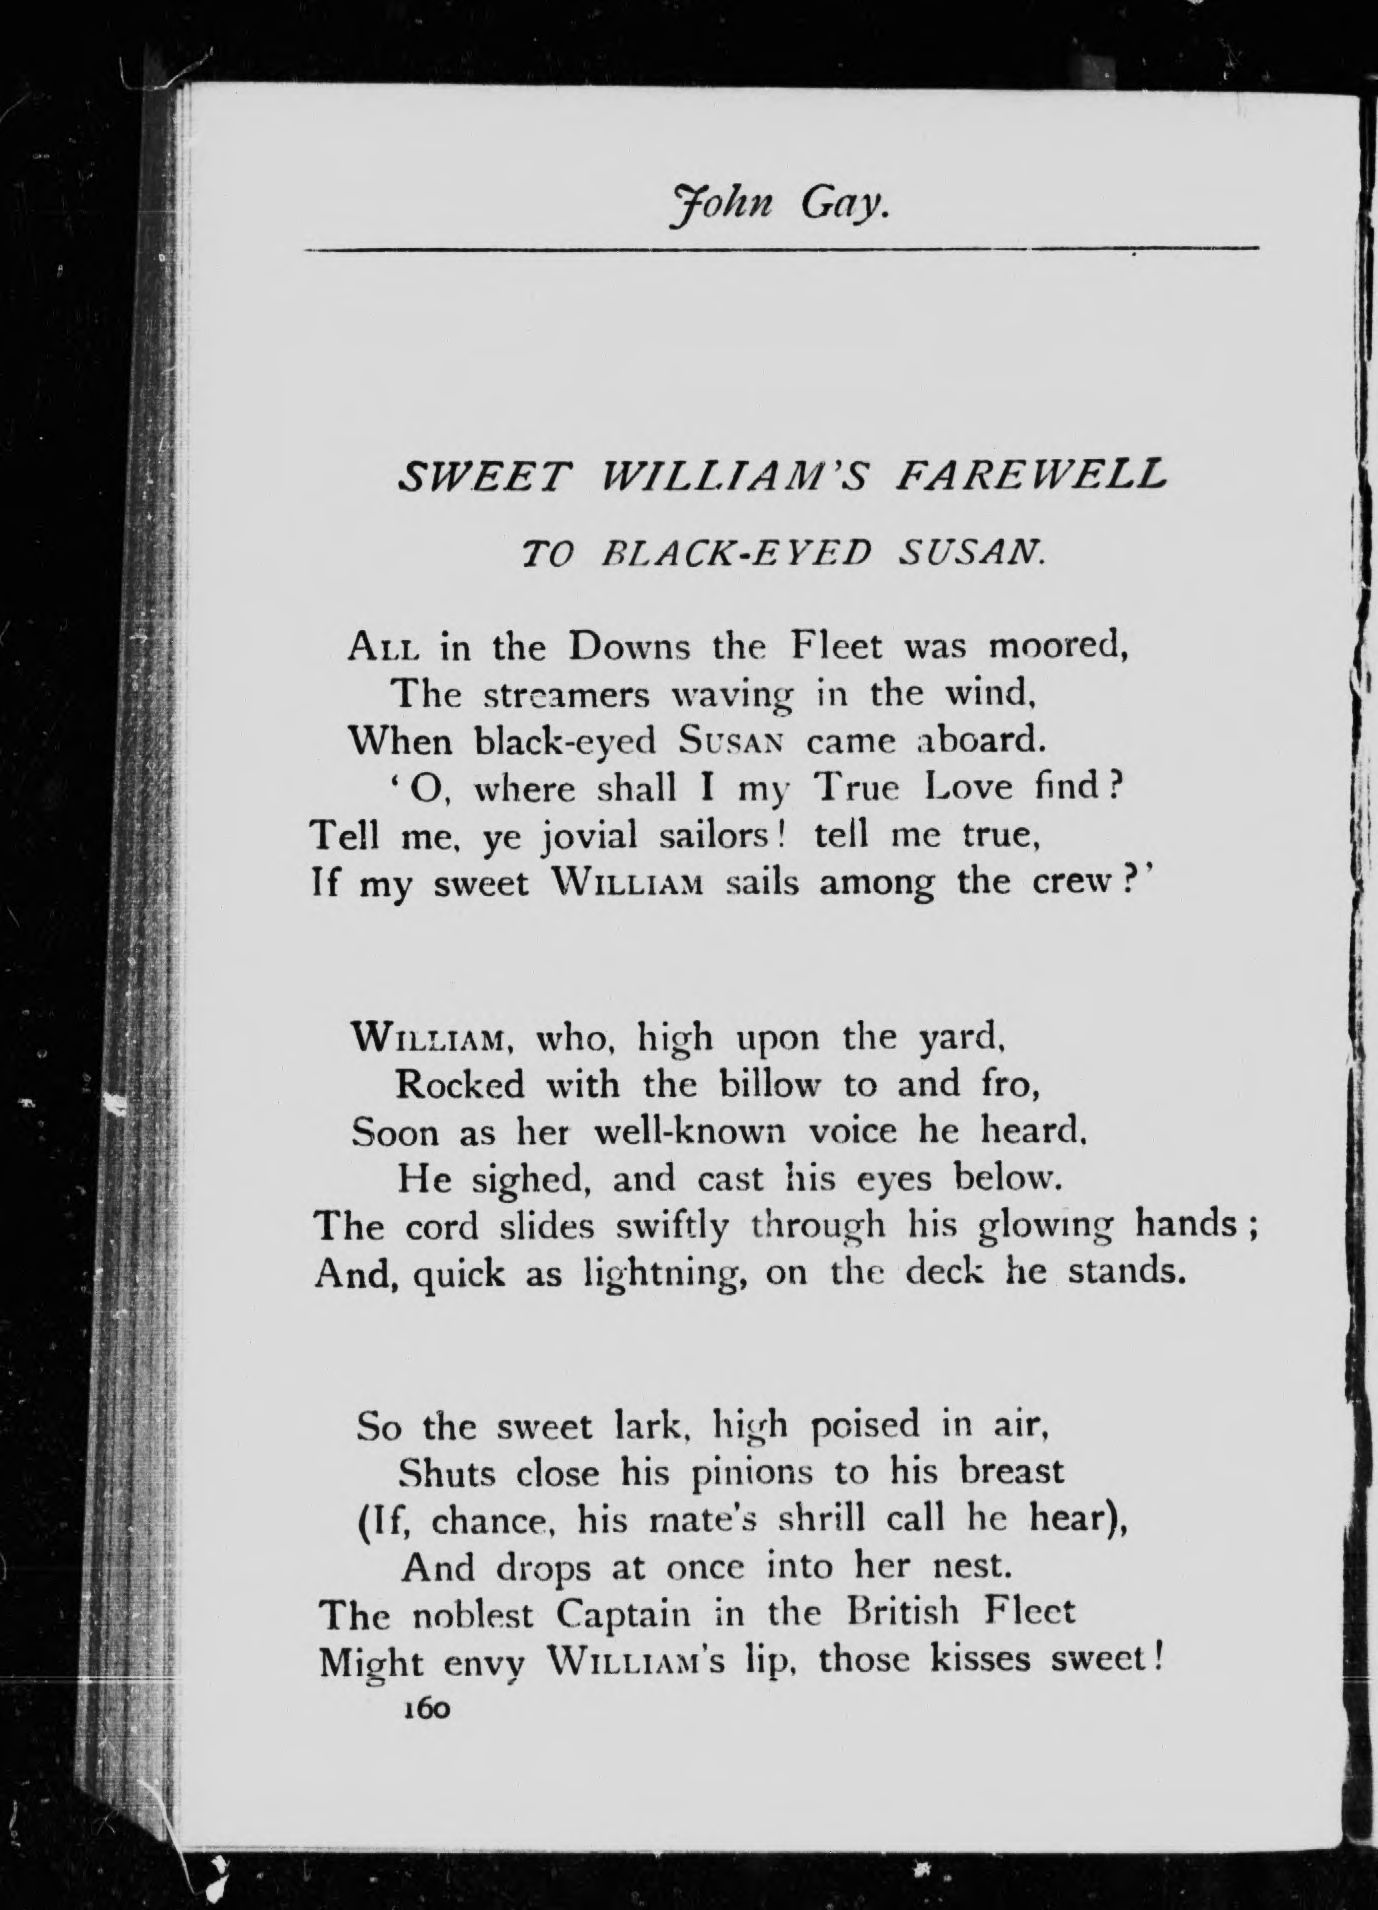 John Gay.
SWEET WILLIAM'S FAREWELL
TO BLACK-EYED SUSAN.
ALL in the Downs the Fleet was moored,
The streamers waving in the wind,
When black-eyed SUSAN came aboard.
‘O, where shall I my True Love find?
Tell me, ye jovial sailors! tell me true,
If my sweet WILLIAM sails among the crew?’
WILLIAM, who, high upon the yard,
Rocked with the billow to and fro,
Soon as her well-known voice he heard,
He sighed, and cast his eyes below.
The cord slides swiftly through his glowing hands;
And, quick as lightning, on the deck he stands.
So the sweet lark, high poised in air,
Shuts close his pinions to his breast
(If, chance, his mate's shrill call he hear),
And drops at once into her nest.
The noblest Captain in the British Fleet
Might envy WILLIAM's lip, those kisses sweet!
160